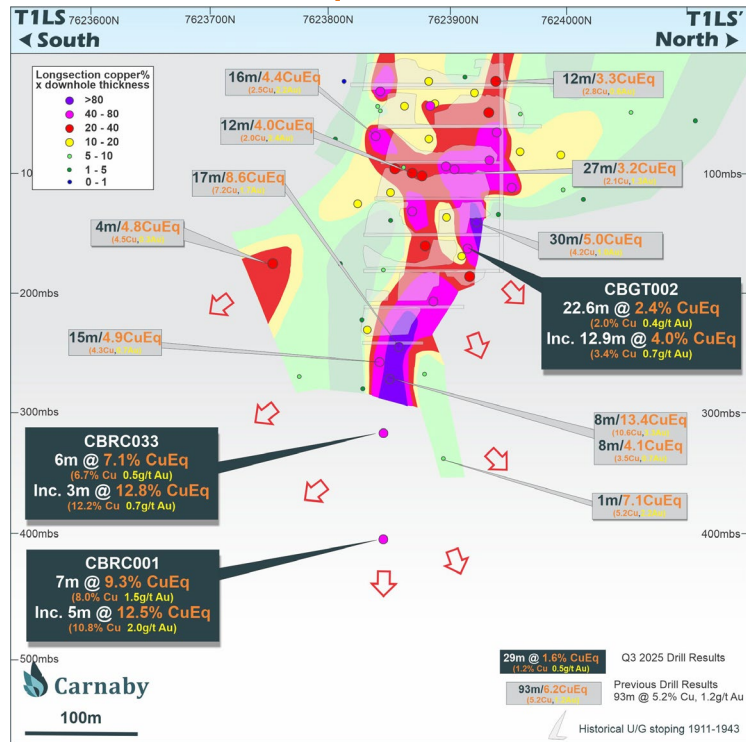 T1LS
T1LS'
7623600 7623700 7623800 7623900 7624000
South
North
Longsection copper%
x downhole thickness
>80
40 - 80
20 - 40
10 - 20
5 - 10
1 - 5
0 - 1
16m/4.4CuEq
(2.5Cu,
12m/3.3CuEq
(2.8Cu,
12m/4.0CuEq
(2.0Cu,
17m/8.6CuEq
(7.2Cu,
27m/3.2CuEq
(2.1Cu,
10
100mbs
4m/4.8CuEq
(4.5Cu,
30m/5.0CuEq
(4.2Cu,
CBGT002
22.6m @ 2.4% CuEq
(2.0% Cu 0.4g/t Au)
Inc. 12.9m @ 4.0% CuEq
(3.4% Cu 0.7g/t Au)
200mbs
15m/4.9CuEq
(4.3Cu,
300mbs
300mbs
8m/13.4CuEq
(10.6Cu,
8m/4.1CuEq
(3.5Cu,
CBRC033
6m @ 7.1% CuEq
(6.7% Cu 0.5g/t Au)
Inc. 3m @ 12.8% CuEq
(12.2% Cu 0.7g/t Au)
1m/7.1CuEq
(5.2Cu,
400mbs
400mbs
CBRC001
7m @ 9.3% CuEq
(8.0% Cu 1.5g/t Au)
Inc. 5m @ 12.5% CuEq
(10.8% Cu 2.0g/t Au)
500mbs
Carnaby
100m
29m @ 1.6% CuEq
(1.2% Cu 0.5g/t Au)
Q3 2025 Drill Results
93m/6.2CuEq
(5.2Cu,
Previous Drill Results
93m @ 5.2% Cu, 1.2g/t Au
Historical U/G stoping 1911-1943